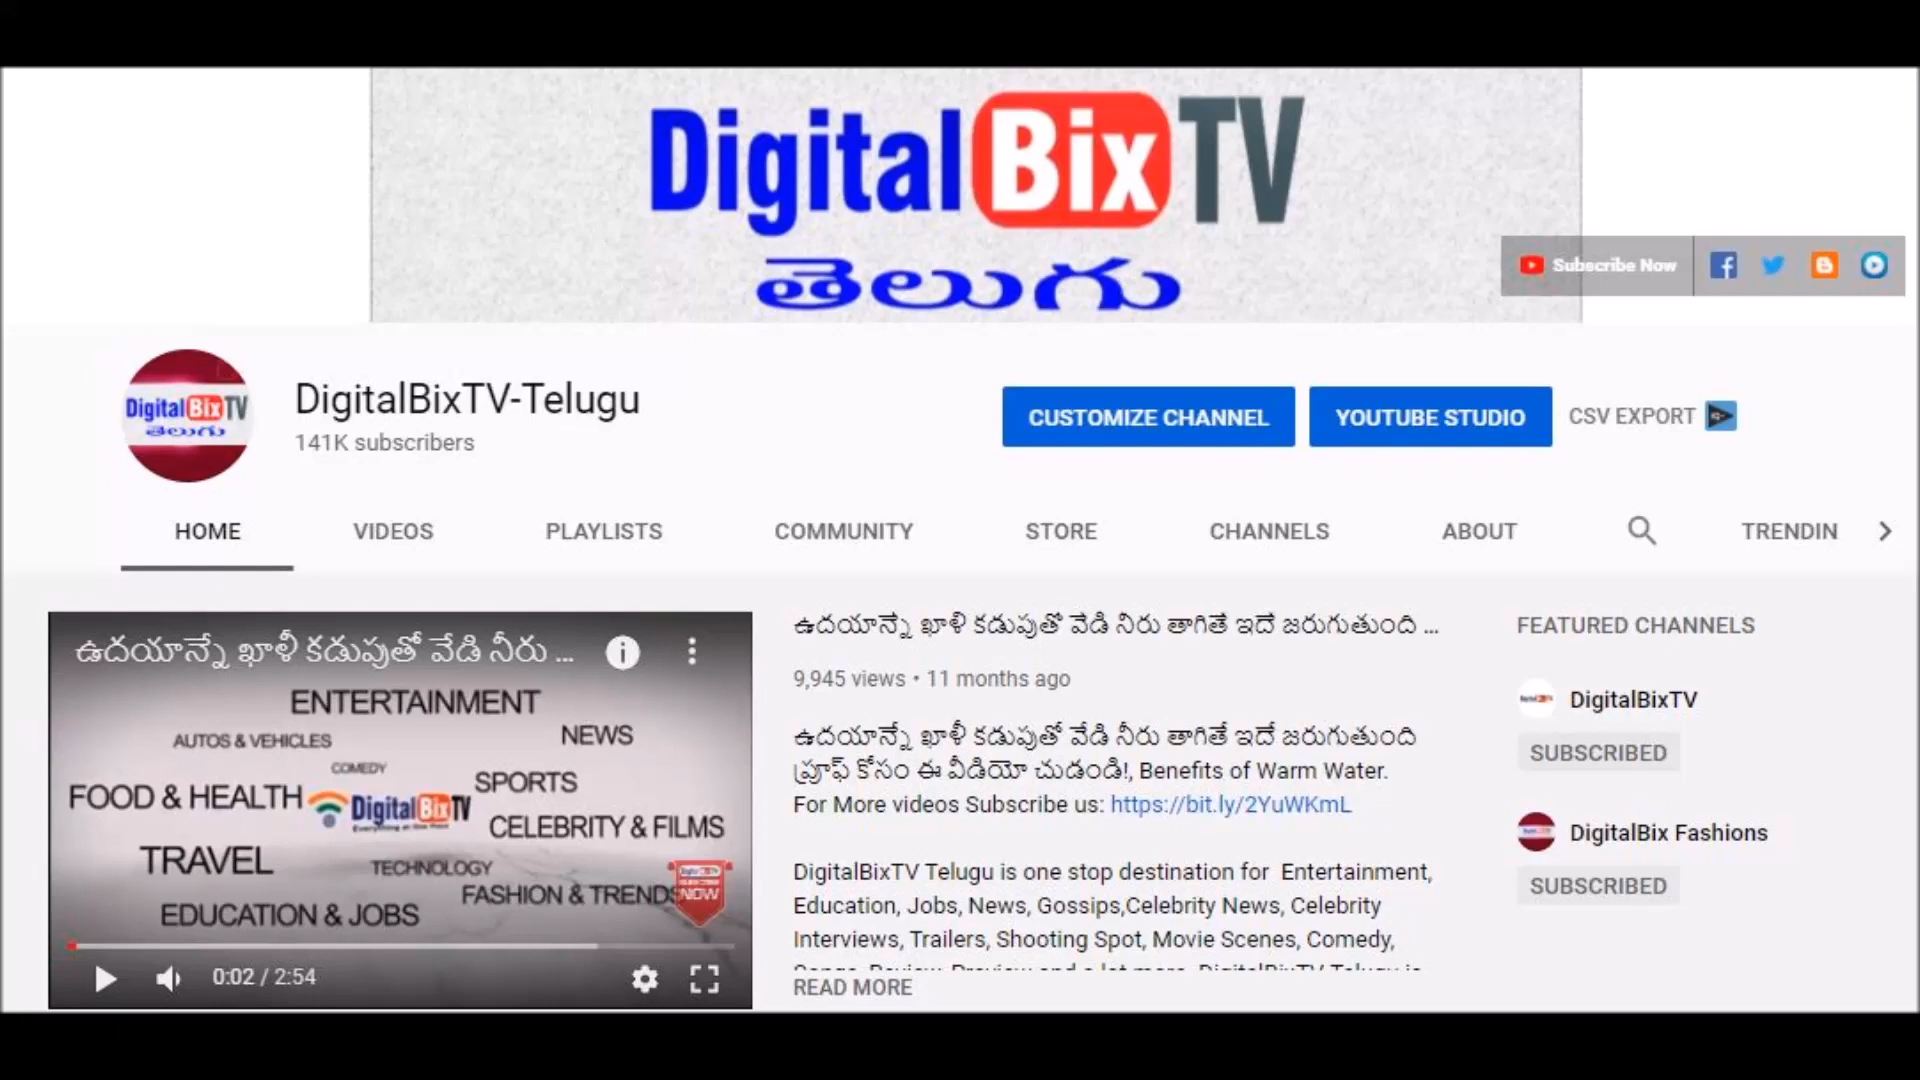 DigitalBixTV
తెలుగు
Subscribe Now
DigitalBixTV
తెలుగు
DigitalBixTV-Telugu
141K subscribers
CUSTOMIZE CHANNEL
YOUTUBE STUDIO
CSV EXPORT
HOME
VIDEOS
PLAYLISTS
COMMUNITY
STORE
CHANNELS
ABOUT
TRENDIN
ఉదయాన్నే ఖాళీ కడుపుతో వేడి నీరు ...
ENTERTAINMENT
AUTOS & VEHICLES
NEWS
COMEDY
SPORTS
FOOD & HEALTH
DigitalBixTV
CELEBRITY & FILMS
TRAVEL
TECHNOLOGY
FASHION & TRENDS
NOW
EDUCATION & JOBS
0:02 / 2:54
ఉదయాన్నే ఖాళి కడుపుతో వేడి నీరు తాగితే ఇదే జరుగుతుంది ...
9,945 views • 11 months ago
ఉదయాన్నే ఖాళీ కడుపుతో వేడి నీరు తాగితే ఇదే జరుగుతుంది
ప్రూఫ్ కోసం ఈ వీడియో చుడండి!, Benefits of Warm Water.
For More videos Subscribe us: https://bit.ly/2YuWKmL
DigitalBixTV Telugu is one stop destination for Entertainment,
Education, Jobs, News, Gossips,Celebrity News, Celebrity
Interviews, Trailers, Shooting Spot, Movie Scenes, Comedy,
READ MORE
FEATURED CHANNELS
DigitalBixTV
SUBSCRIBED
DigitalBix Fashions
SUBSCRIBED